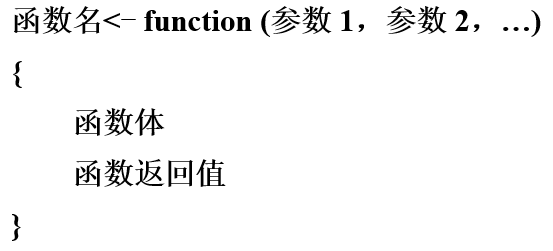 函数名<- function (参数 1，参数 2，…)
{
函数体
函数返回值
}